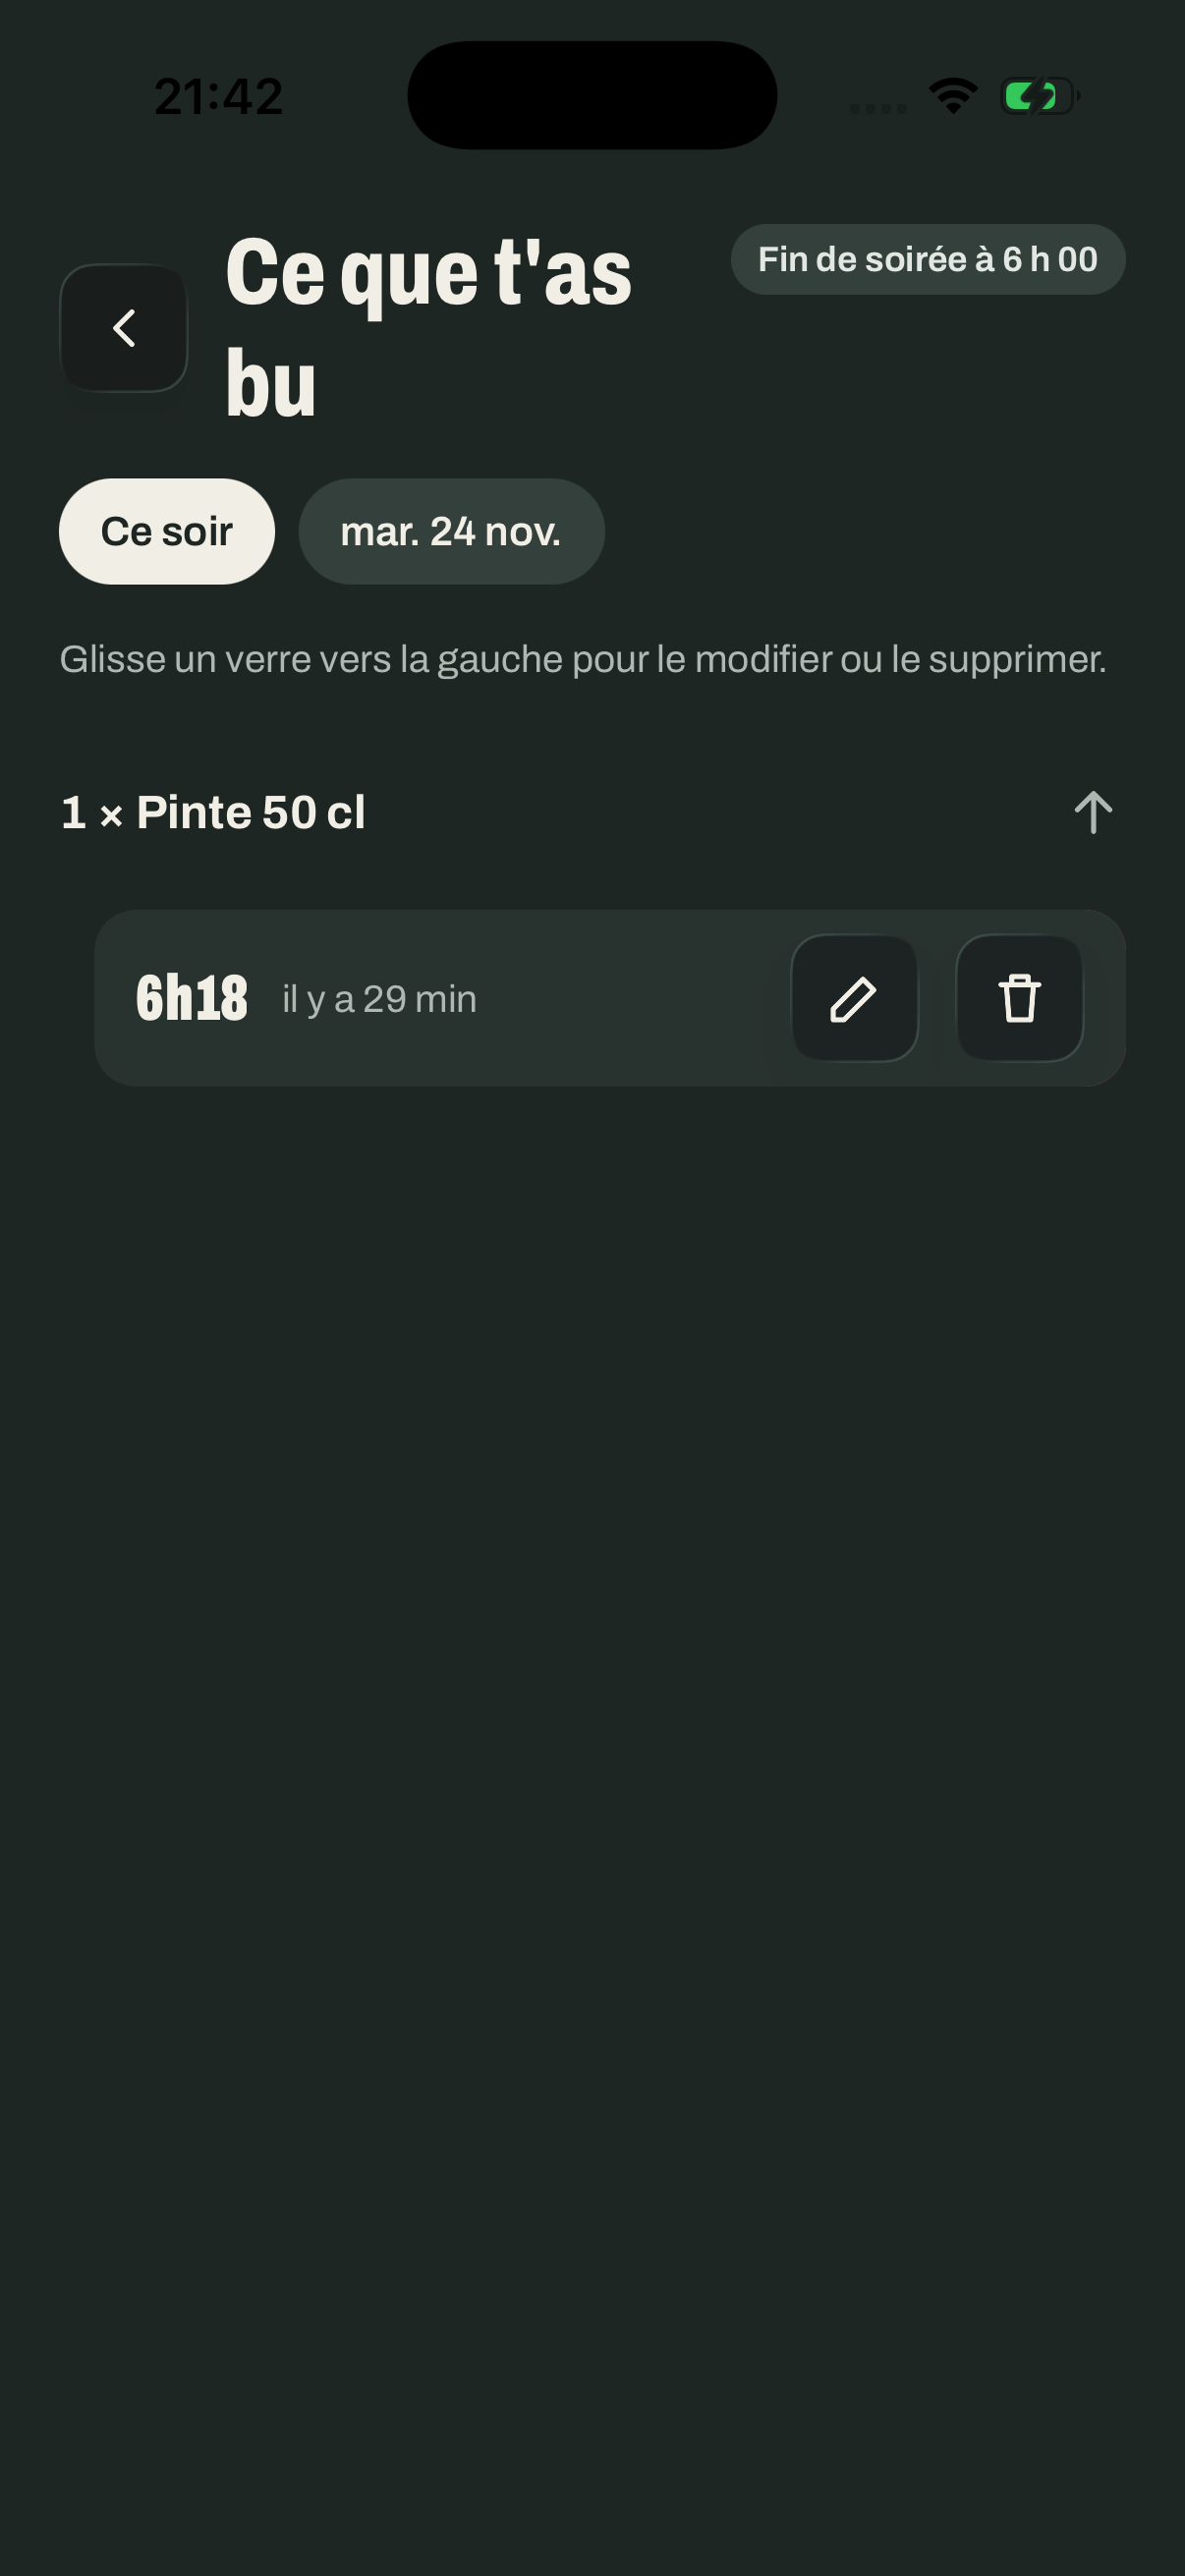 21:42
Ce que t'as
bu
Fin de soirée à 6 h 00
Ce soir
mar. 24 nov.
Glisse un verre vers la gauche pour le modifier ou le supprimer.
1 × Pinte 50 cl
6h18
il y a 29 min